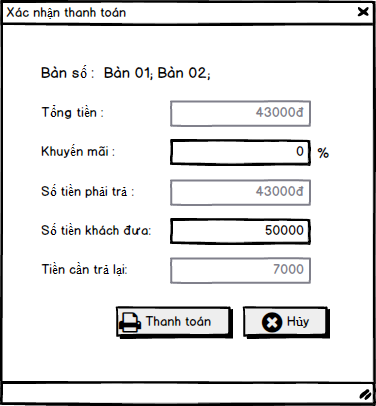 Xác nhận thanh toán
Bàn số : Bàn 01; Bàn 02;
Tổng tiền : 43000đ
Khuyến mãi : 0 %
Số tiền phải trả : 43000đ
Số tiền khách đưa: 50000
Tiền cần trả lại: 7000
Thanh toán Hủy